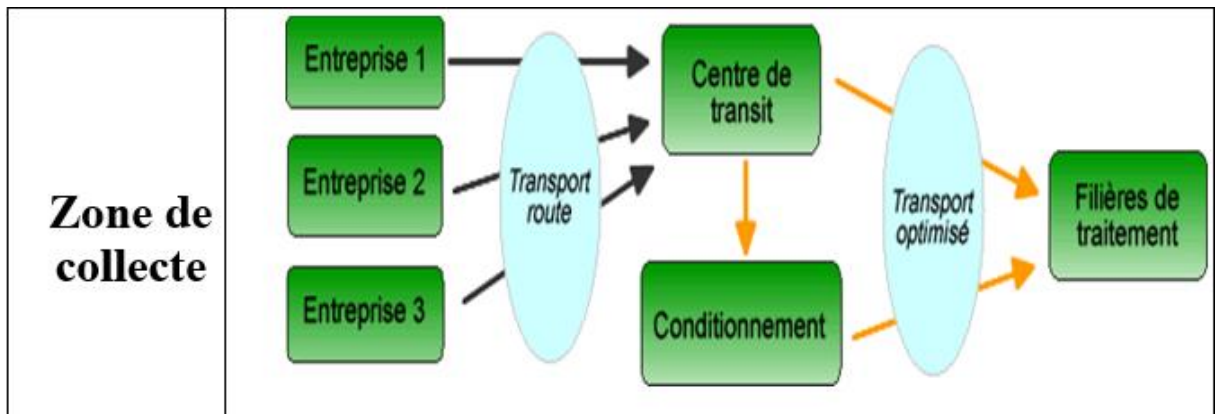 Zone de
collecte
Entreprise 1
Entreprise 2
Entreprise 3
Transport
route
Centre de
transit
Conditionnement
Transport
optimisé
Filières de
traitement